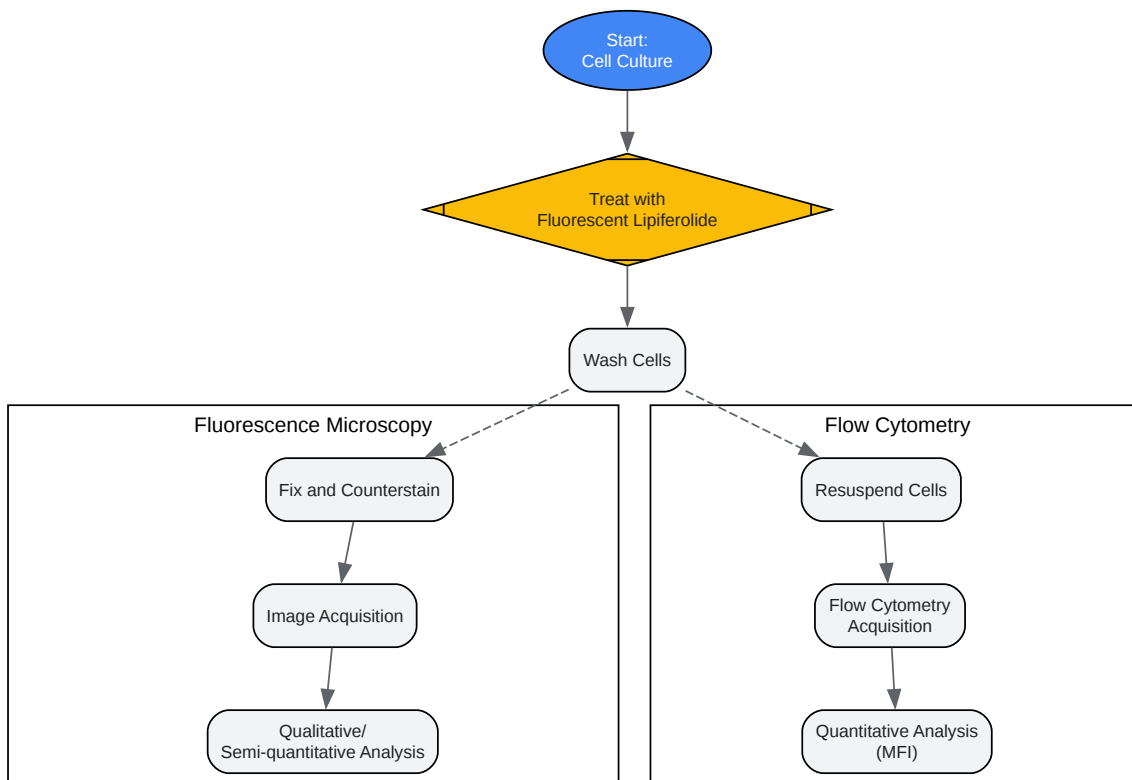 Start:
Cell Culture
Treat with
Fluorescent Lipiferolide
Wash Cells
Fluorescence Microscopy
Fix and Counterstain
Image Acquisition
Qualitative/
Semi-quantitative Analysis
Flow Cytometry
Resuspend Cells
Flow Cytometry
Acquisition
Quantitative Analysis
(MFI)